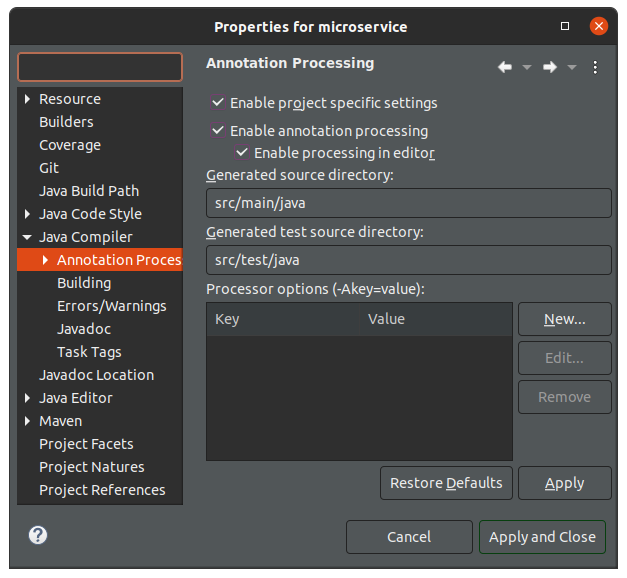 Properties for microservice
Annotation Processing
Resource
Builders
Coverage
Git
Java Build Path
Java Code Style
Java Compiler
Annotation Proces
Building
Errors/Warnings
Javadoc
Task Tags
Javadoc Location
Java Editor
Maven
Project Facets
Project Natures
Project References
Enable project specific settings
Enable annotation processing
Enable processing in editor
Generated source directory:
src/main/java
Generated test source directory:
src/test/java
Processor options (-Akey=value):
Key Value
New...
Edit...
Remove
Restore Defaults Apply
? Cancel Apply and Close